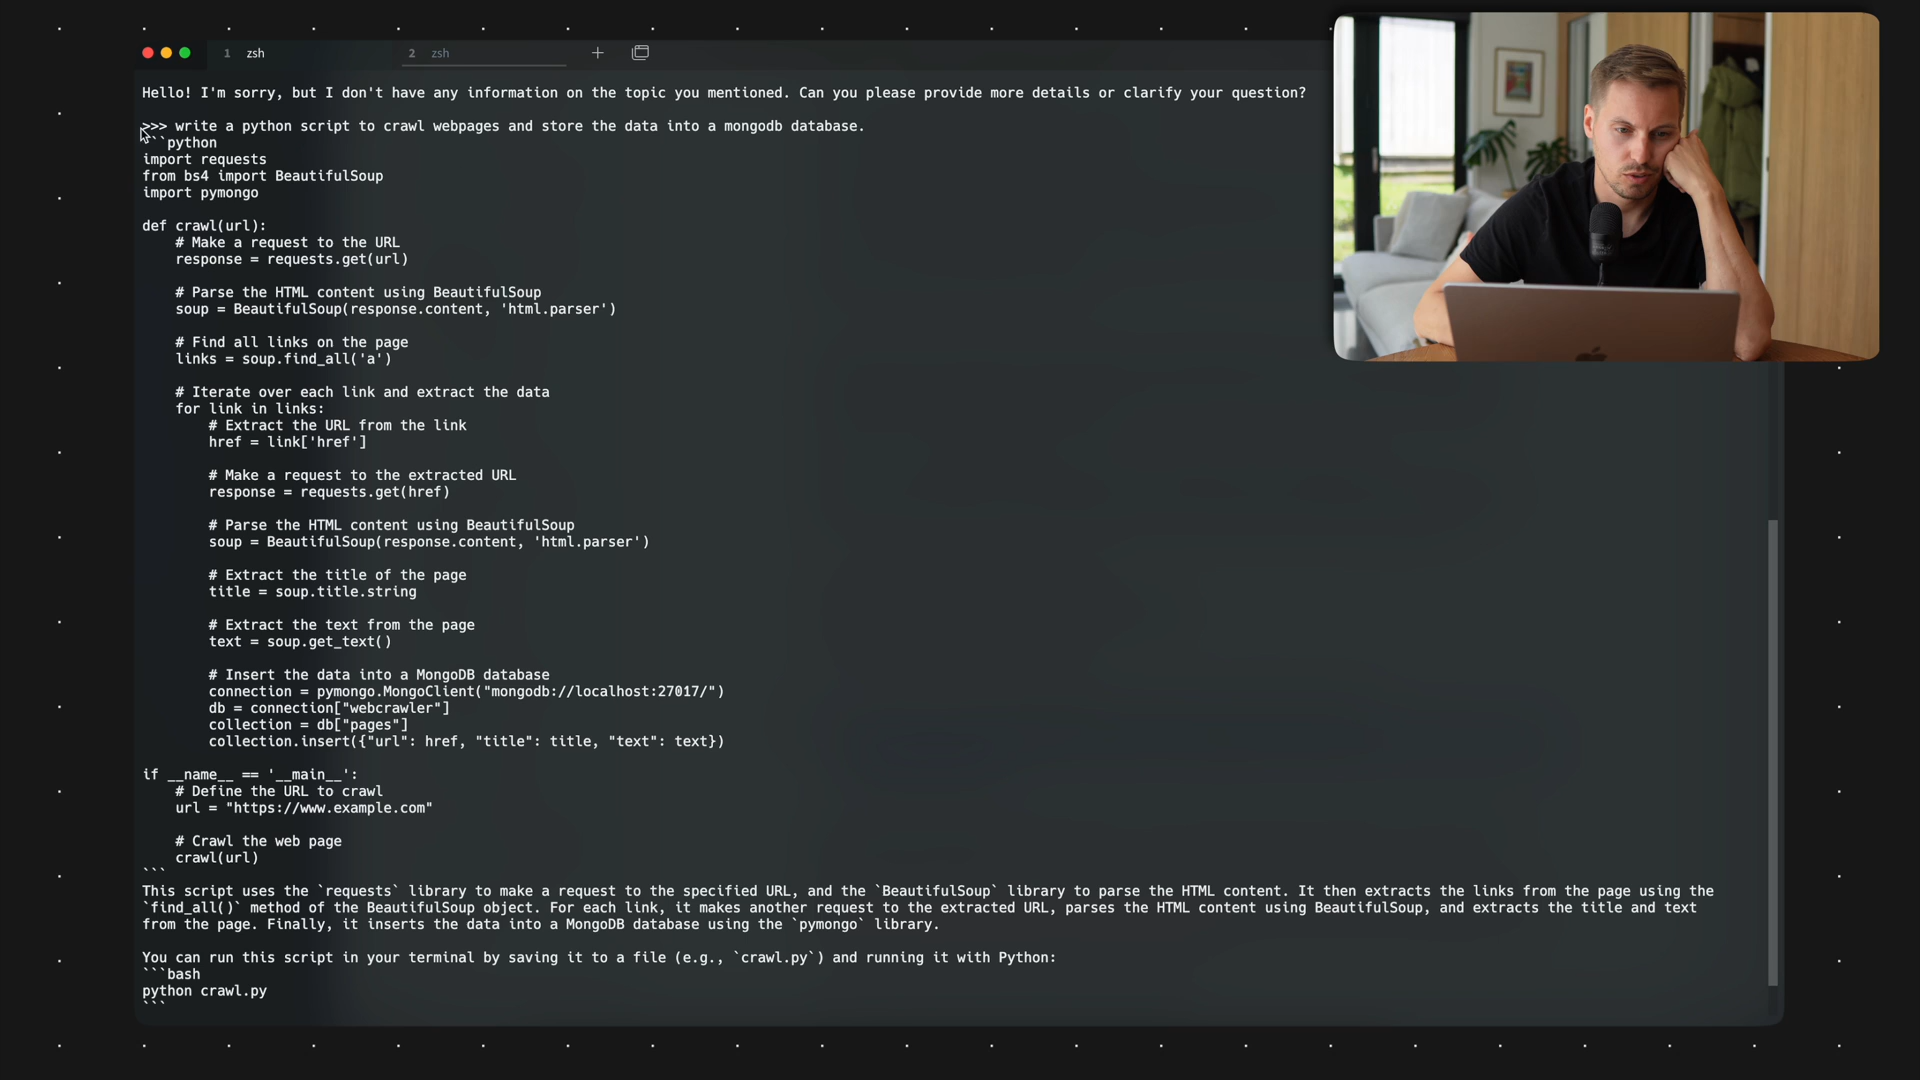 1 zsh
2 zsh
Hello! I'm sorry, but I don't have any information on the topic you mentioned. Can you please provide more details or clarify your question?
>>> write a python script to crawl webpages and store the data into a mongodb database.
```python
import requests
from bs4 import BeautifulSoup
import pymongo
def crawl(url):
    # Make a request to the URL
    response = requests.get(url)
    # Parse the HTML content using BeautifulSoup
    soup = BeautifulSoup(response.content, 'html.parser')
    # Find all links on the page
    links = soup.find_all('a')
    # Iterate over each link and extract the data
    for link in links:
        # Extract the URL from the link
        href = link['href']
        # Make a request to the extracted URL
        response = requests.get(href)
        # Parse the HTML content using BeautifulSoup
        soup = BeautifulSoup(response.content, 'html.parser')
        # Extract the title of the page
        title = soup.title.string
        # Extract the text from the page
        text = soup.get_text()
        # Insert the data into a MongoDB database
        connection = pymongo.MongoClient("mongodb://localhost:27017/")
        db = connection["webcrawler"]
        collection = db["pages"]
        collection.insert({"url": href, "title": title, "text": text})
if __name__ == '__main__':
    # Define the URL to crawl
    url = "https://www.example.com"
    # Crawl the web page
    crawl(url)
```
This script uses the `requests` library to make a request to the specified URL, and the `BeautifulSoup` library to parse the HTML content. It then extracts the links from the page using the
`find_all()` method of the BeautifulSoup object. For each link, it makes another request to the extracted URL, parses the HTML content using BeautifulSoup, and extracts the title and text
from the page. Finally, it inserts the data into a MongoDB database using the `pymongo` library.
You can run this script in your terminal by saving it to a file (e.g., `crawl.py`) and running it with Python:
```bash
python crawl.py
```